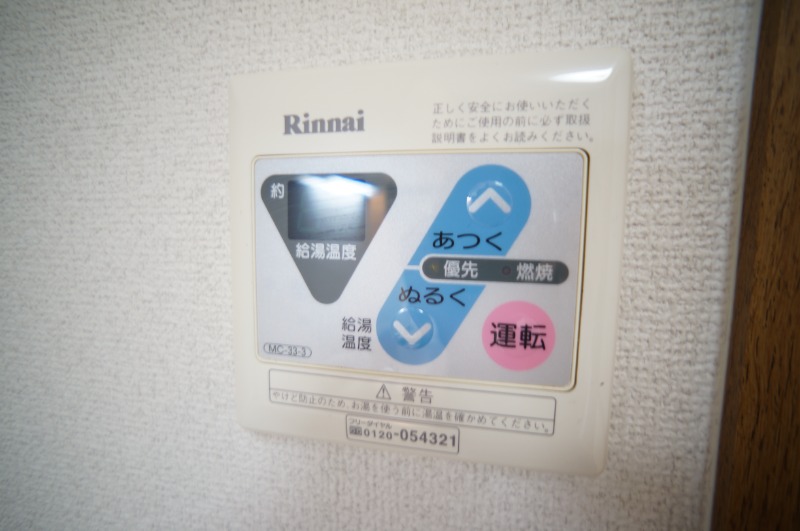 Rinnai
正しく安全にお使いいただく
ためにご使用の前に必ず取扱
説明書をよくお読みください。
約
給湯温度
あつく
優先 燃焼
ぬるく
給湯
温度
運転
MC-33-3
警告
やけど防止のため、お湯を使う前に湯温を確かめてください。
フリーダイヤル
0120-054321